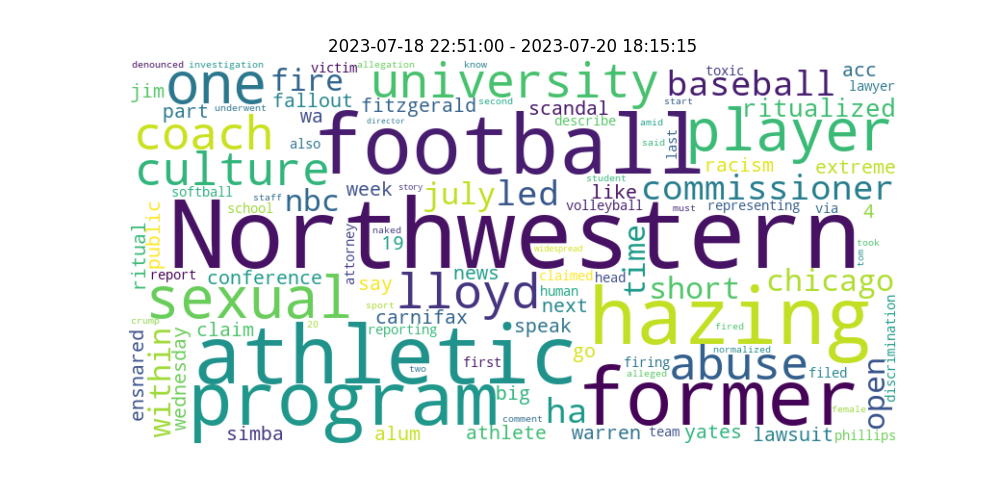 2023-07-18 22:51:00 - 2023-07-20 18:15:15
denounced investigation victim allegation know toxic acc
jim one fire university baseball lawyer
part underwent fallout fitzgerald second scandal start ritualized
coach wa director football describe amid player
also said last
culture racism extreme
softball staff nbc week story july led student like commissioner
school volleyball must representing via 4
public Northwestern naked 19 widespread time took
ritual attorney tom
report conference say news claimed head chicago
sexual lloyd human short
sport next hazing
crump claim 20 reporting carnifax speak fired discrimination
ensnared within wednesday athletic first go firing normalized abuse filed
two alleged open
program big former
comment ha female
simba alum athlete warren team yates lawsuit phillips